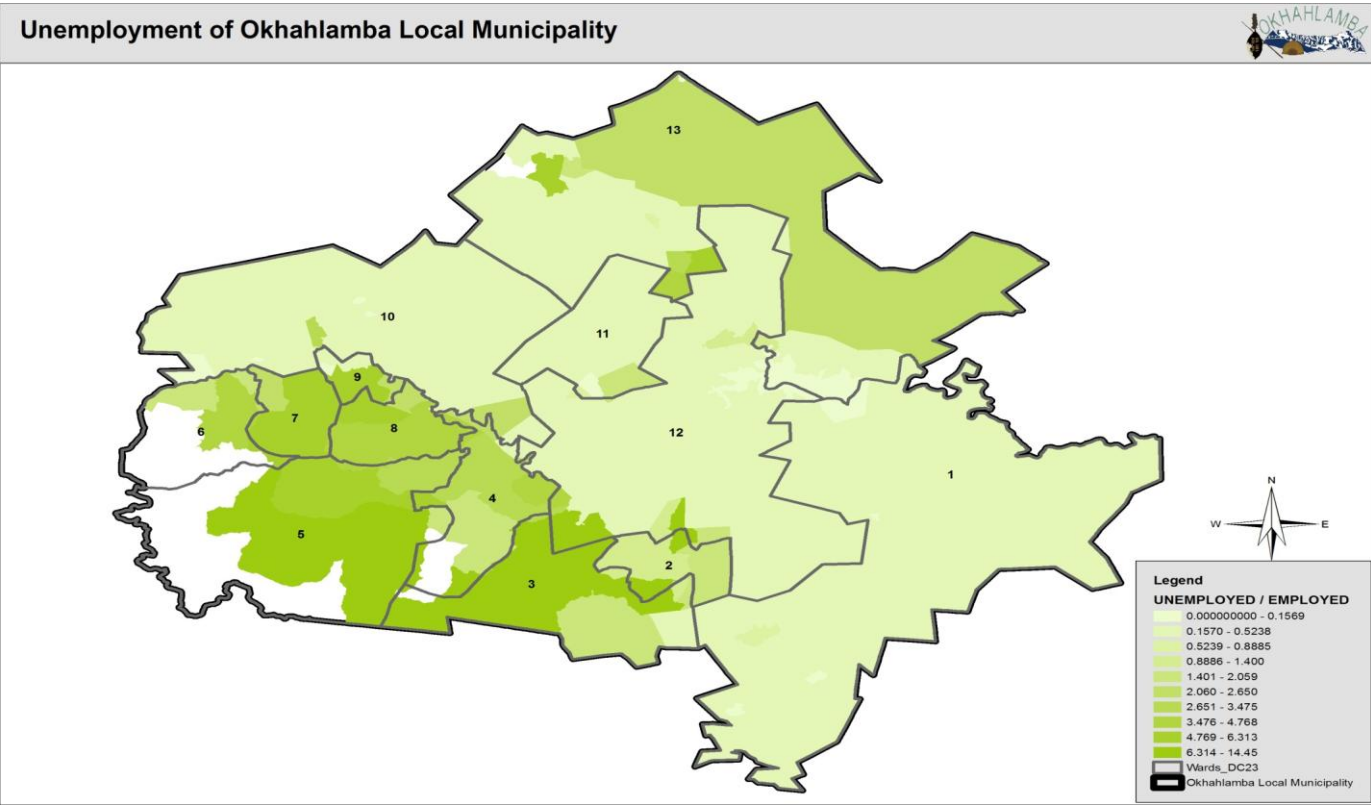 Unemployment of Okhahlamba Local Municipality
OKHAHLAMBA
13
10
11
9
7
8
6
12
1
4
5
3
2
N
W
E
Legend
UNEMPLOYED / EMPLOYED
0.000000000 - 0.1569
0.1570 - 0.5238
0.5239 - 0.8885
0.8886 - 1.400
1.401 - 2.059
2.060 - 2.650
2.651 - 3.475
3.476 - 4.768
4.769 - 6.313
6.314 - 14.45
Wards_DC23
Okhahlamba Local Municipality